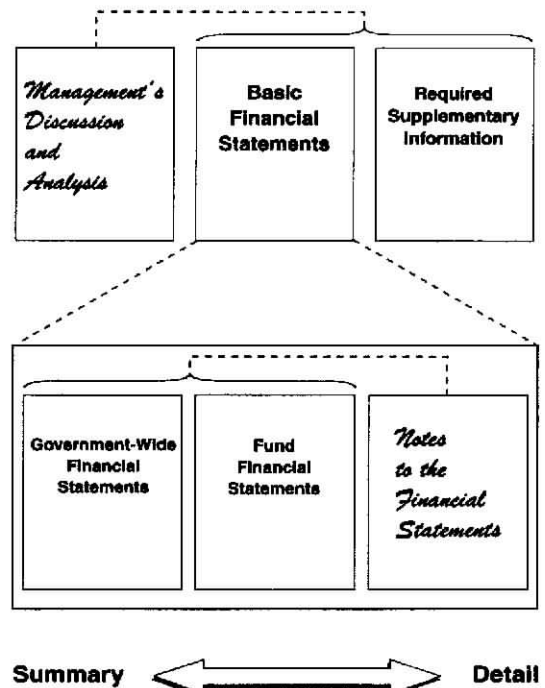 Management's
Discussion
and
Analysis
Basic
Financial
Statements
Required
Supplementary
Information
Government-Wide
Financial
Statements
Fund
Financial
Statements
Notes
to the
Financial
Statements
Summary
Detail